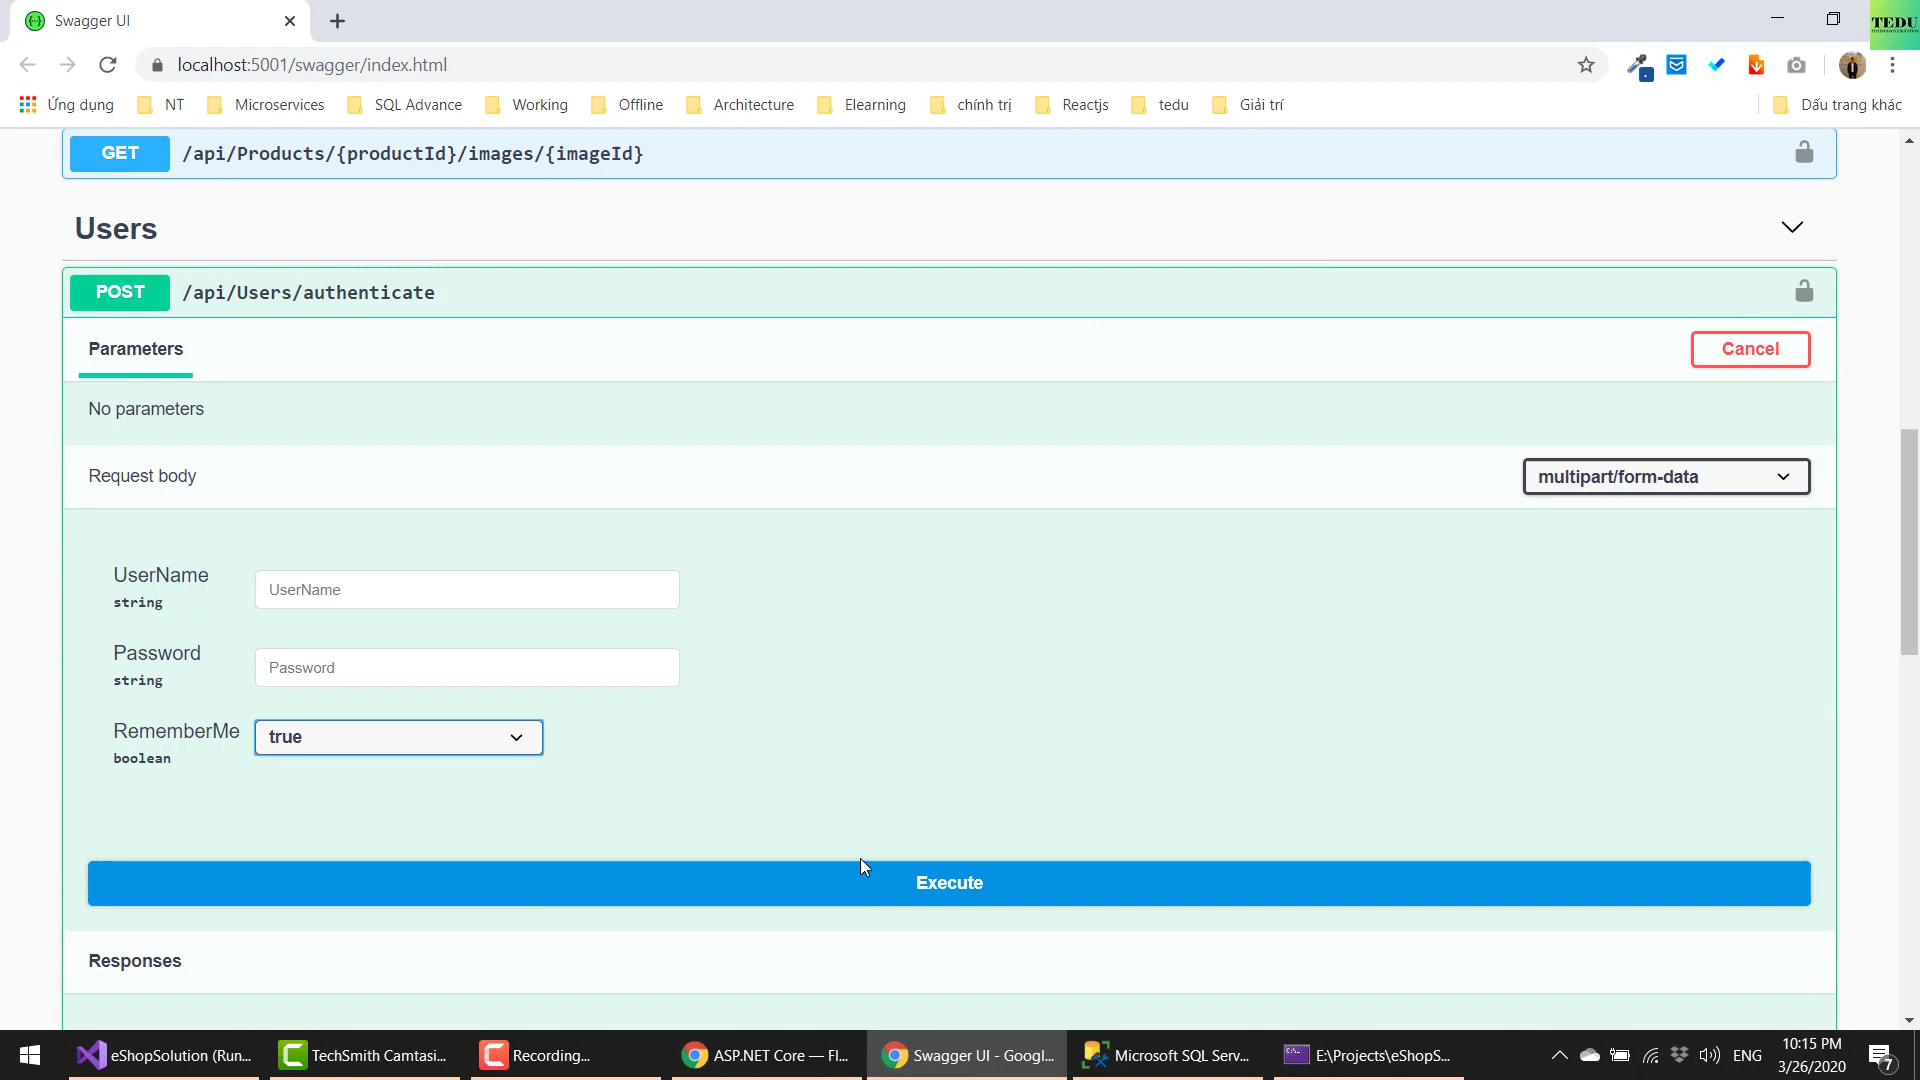 Swagger UI
TEDU
localhost:5001/swagger/index.html
Ứng dụng
NT
Microservices
SQL Advance
Working
Offline
Architecture
Elearning
chính trị
Reactjs
tedu
Giải trí
Dấu trang khác
GET /api/Products/{productId}/images/{imageId}
Users
POST /api/Users/authenticate
Parameters
Cancel
No parameters
Request body
multipart/form-data
UserName
string
UserName
Password
string
Password
RememberMe
boolean
true
Execute
Responses
eShopSolution (Run...
TechSmith Camtasi...
Recording...
ASP.NET Core — Fl...
Swagger UI - Googl...
Microsoft SQL Serv...
E:\Projects\eShopS...
ENG
10:15 PM
3/26/2020
7